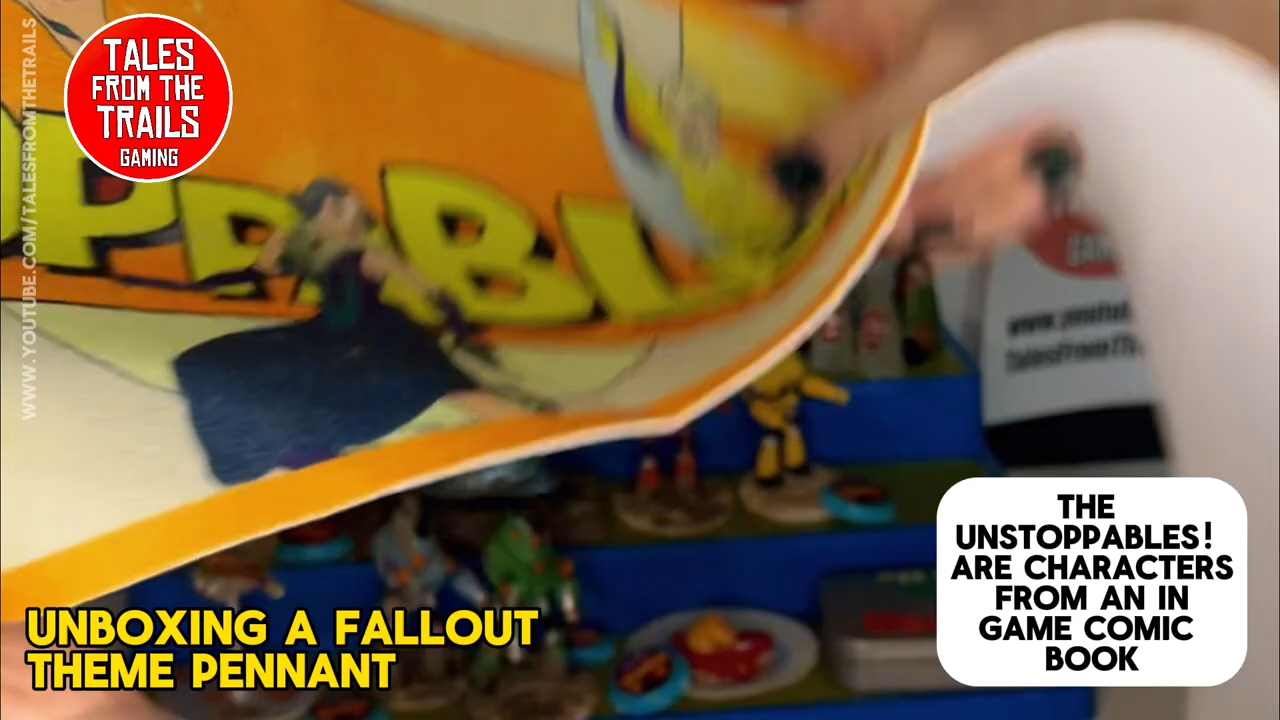 TALES
FROM THE
TRAILS
GAMING
WWW.YOUTUBE.COM/TALESFROMTHETRAILS
PPABL
THE
UNSTOPPABLES!
ARE CHARACTERS
FROM AN IN
GAME COMIC
BOOK
UNBOXING A FALLOUT
THEME PENNANT